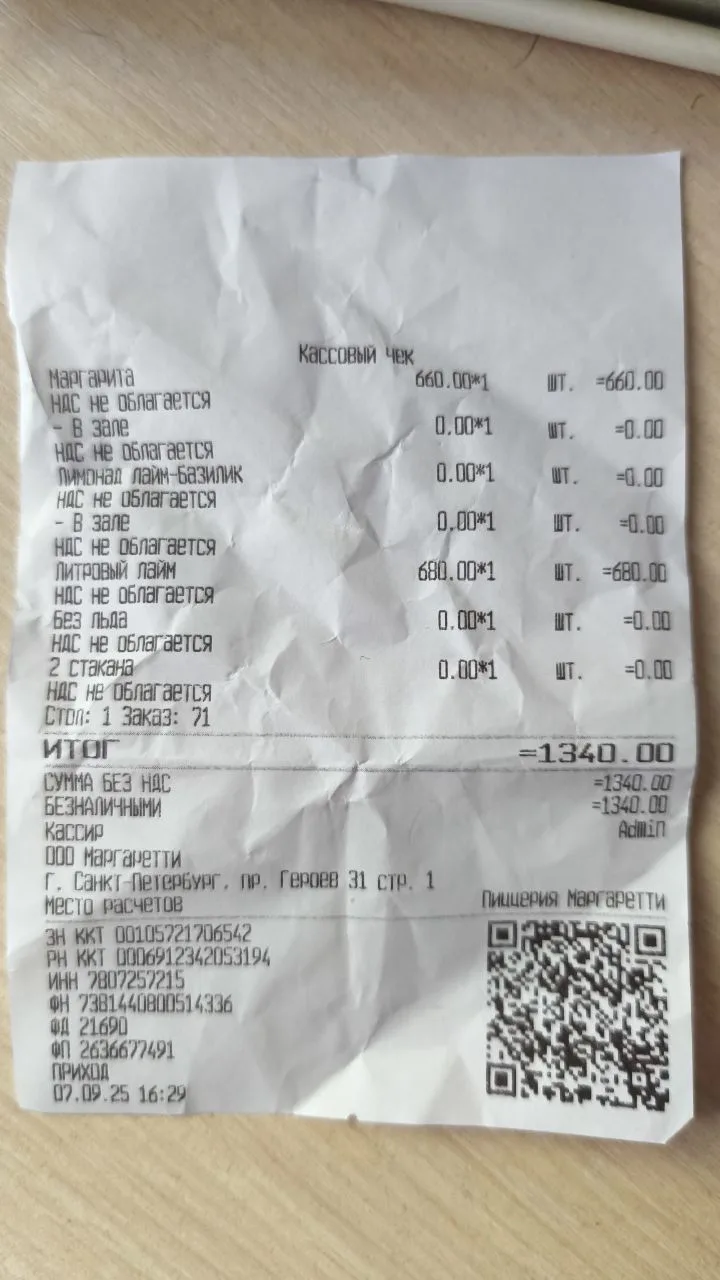 Кассовый чек
Маргарита 660.00*1 шт. =660.00
НДС не облагается
- В зале 0.00*1 шт. =0.00
НДС не облагается
Лимонад лайм-базилик 0.00*1 шт. =0.00
НДС не облагается
- В зале 0.00*1 шт. =0.00
НДС не облагается
Литровый лайм 680.00*1 шт. =680.00
НДС не облагается
Без льда 0.00*1 шт. =0.00
НДС не облагается
2 стакана 0.00*1 шт. =0.00
НДС не облагается
Стол: 1 Заказ: 71
ИТОГ =1340.00
СУММА БЕЗ НДС =1340.00
БЕЗНАЛИЧНЫМИ =1340.00
Кассир Admin
ООО Маргаретти
г. Санкт-Петербург, пр. Героев 31 стр. 1
Место расчетов Пиццерия Маргаретти
ЗН ККТ 00105721706542
РН ККТ 0006912342053194
ИНН 7807257215
ФН 7381440800514336
ФД 21690
ФП 2636677491
ПРИХОД
07.09.25 16:29